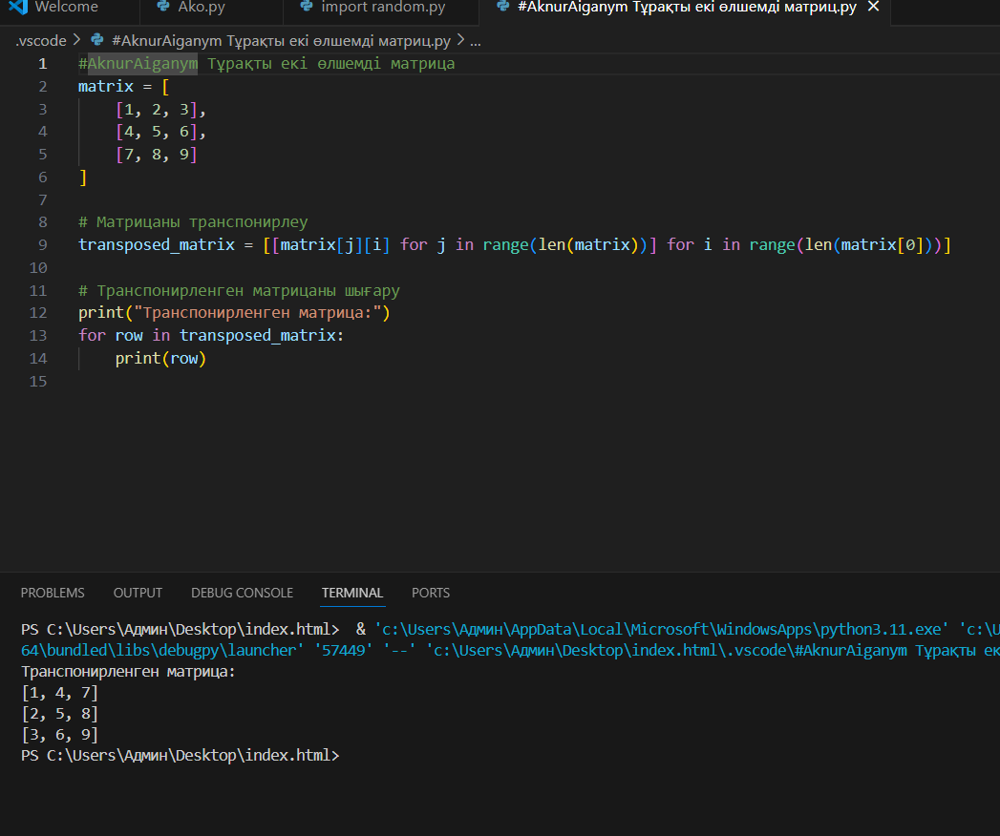 Welcome Ako.py import random.py #AknurAiganym Тұрақты екі өлшемді матриц.py
.vscode > #AknurAiganym Тұрақты екі өлшемді матриц.py > ...
1 #AknurAiganym Тұрақты екі өлшемді матрица
2 matrix = [
3 [1, 2, 3],
4 [4, 5, 6],
5 [7, 8, 9]
6 ]
7
8 # Матрицаны транспонирлеу
9 transposed_matrix = [[matrix[j][i] for j in range(len(matrix))] for i in range(len(matrix[0]))]
10
11 # Транспонирленген матрицаны шығару
12 print("Транспонирленген матрица:")
13 for row in transposed_matrix:
14 print(row)
15
PROBLEMS OUTPUT DEBUG CONSOLE TERMINAL PORTS
PS C:\Users\Админ\Desktop\index.html> & 'c:\Users\Админ\AppData\Local\Microsoft\WindowsApps\python3.11.exe' 'c:\U
64\bundled\libs\debugpy\launcher' '57449' '--' 'c:\Users\Админ\Desktop\index.html\.vscode\#AknurAiganym Тұрақты ек
Транспонирленген матрица:
[1, 4, 7]
[2, 5, 8]
[3, 6, 9]
PS C:\Users\Админ\Desktop\index.html>